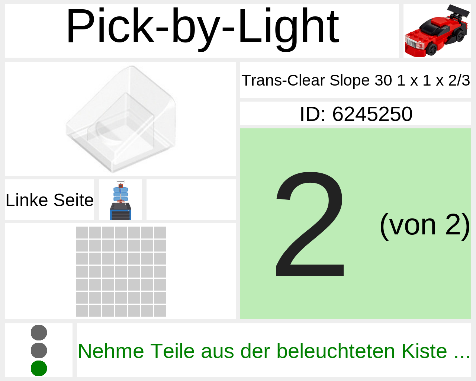 Pick-by-Light
Trans-Clear Slope 30 1 x 1 x 2/3
ID: 6245250
Linke Seite
2 (von 2)
Nehme Teile aus der beleuchteten Kiste ...